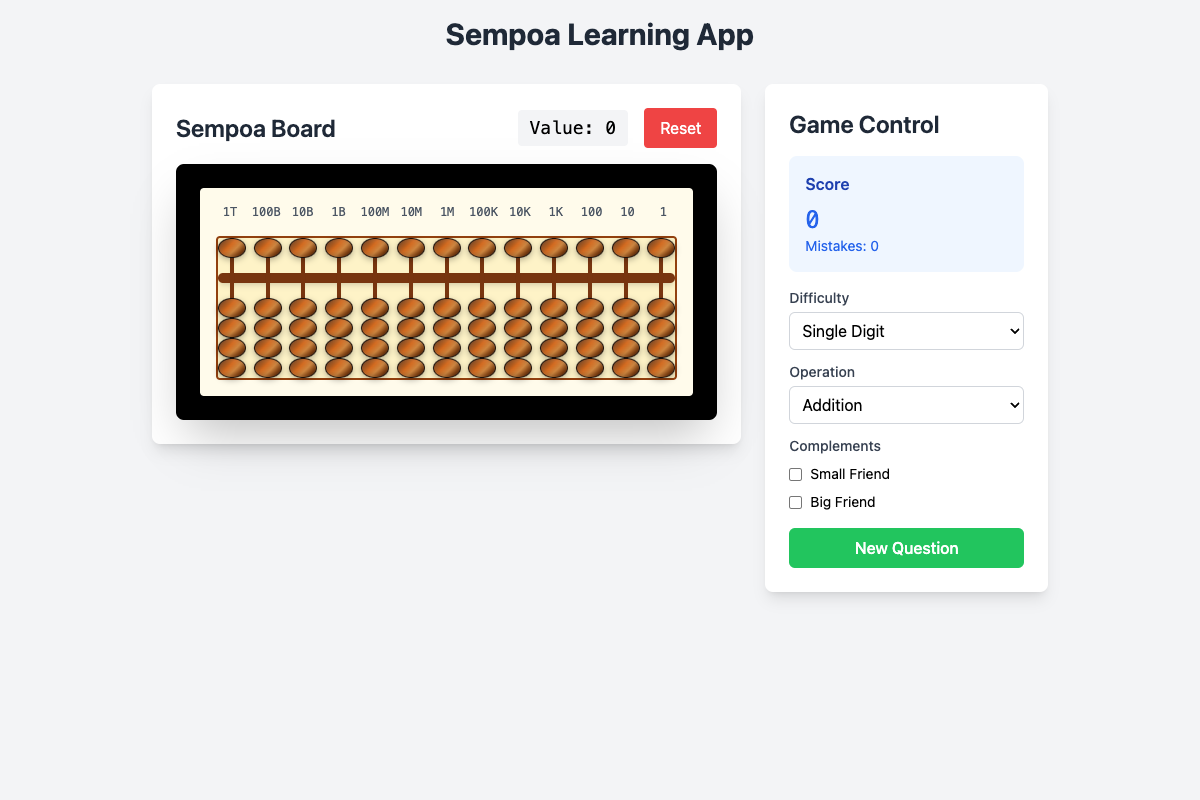 Sempoa Learning App
Sempoa Board
Value: 0
Reset
1T 100B 10B 1B 100M 10M 1M 100K 10K 1K 100 10 1
Game Control
Score
0
Mistakes: 0
Difficulty
Single Digit
Operation
Addition
Complements
Small Friend
Big Friend
New Question